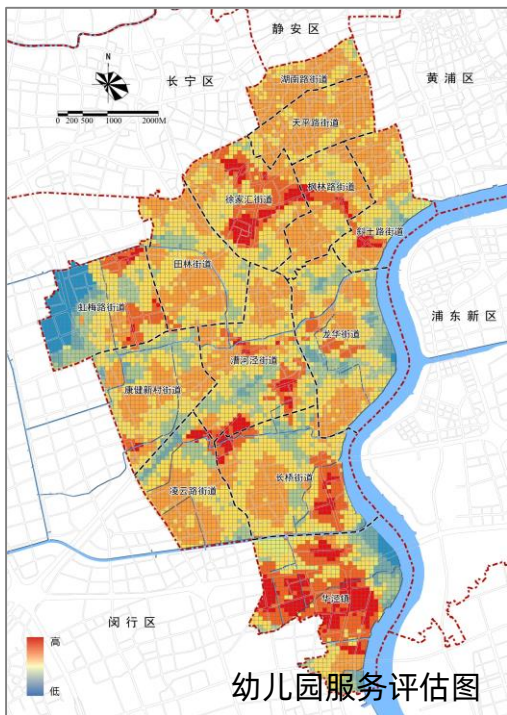 静安区
长宁区
黄浦区
N
0 200 500 1000 2000M
湖南路街道
天平路街道
枫林路街道
徐家汇街道
斜土路街道
田林街道
虹梅路街道
浦东新区
龙华街道
漕河泾街道
康健新村街道
长桥街道
凌云路街道
华泾镇
闵行区
高
低
幼儿园服务评估图